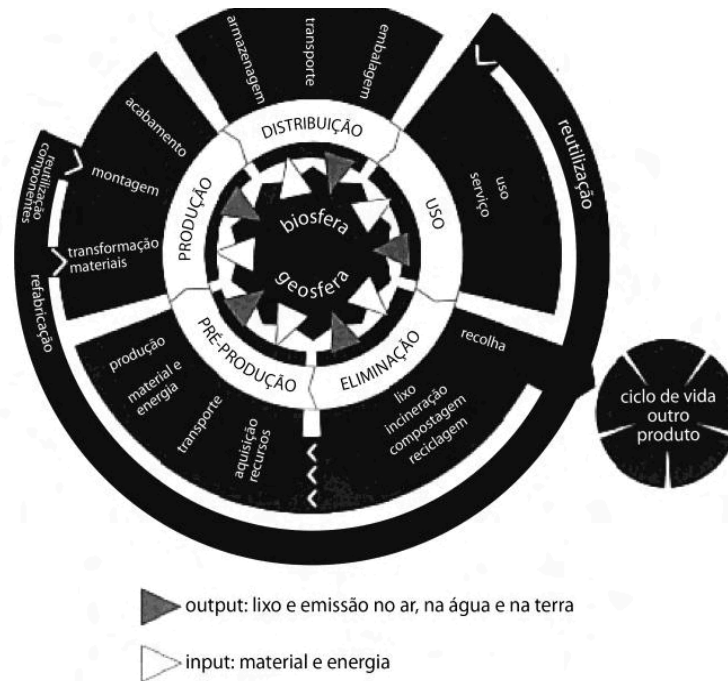 armazenagem
transporte
embalagem
DISTRIBUIÇÃO
acabamento
montagem
transformação
materiais
PRODUÇÃO
reutilização
componentes
refabricação
USO
uso
serviço
reutilização
biosfera
geosfera
PRÉ-PRODUÇÃO
produção
material e
energia
transporte
aquisição
recursos
ELIMINAÇÃO
recolha
lixo
incineração
compostagem
reciclagem
ciclo de vida
outro
produto
output: lixo e emissão no ar, na água e na terra
input: material e energia